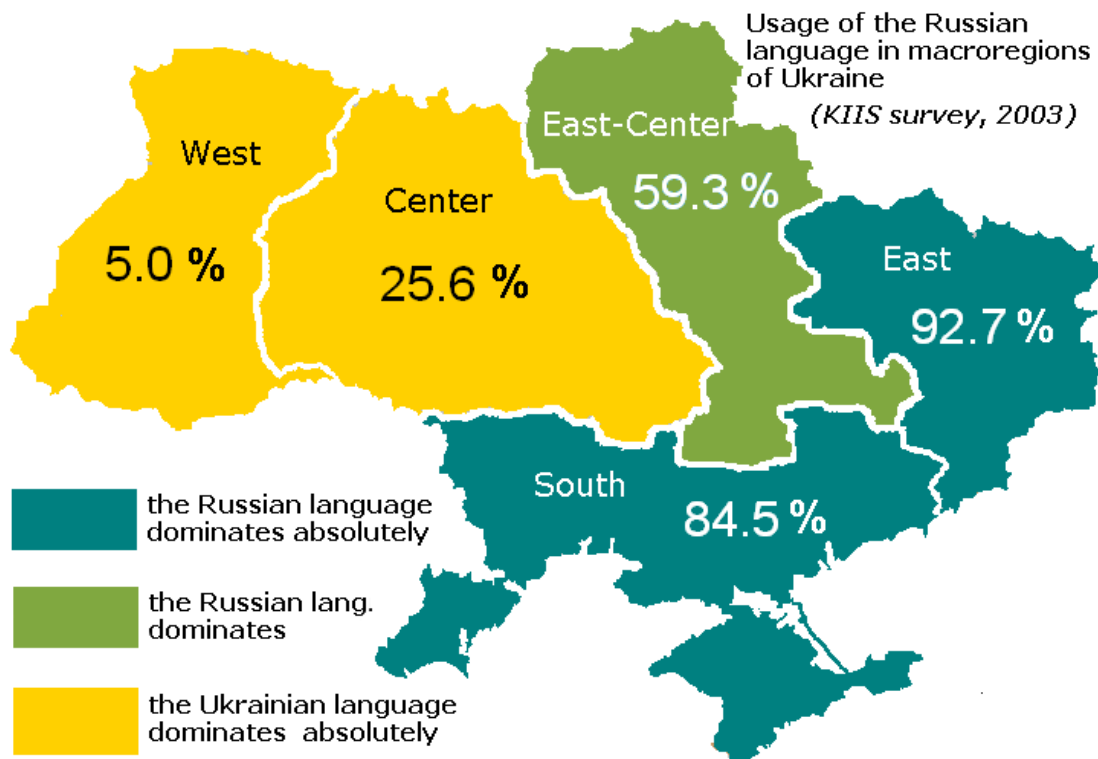 Usage of the Russian
language in macroregions
of Ukraine
(KIIS survey, 2003)
West
5.0 %
Center
25.6 %
East-Center
59.3 %
East
92.7 %
South
84.5 %
the Russian language
dominates absolutely
the Russian lang.
dominates
the Ukrainian language
dominates absolutely